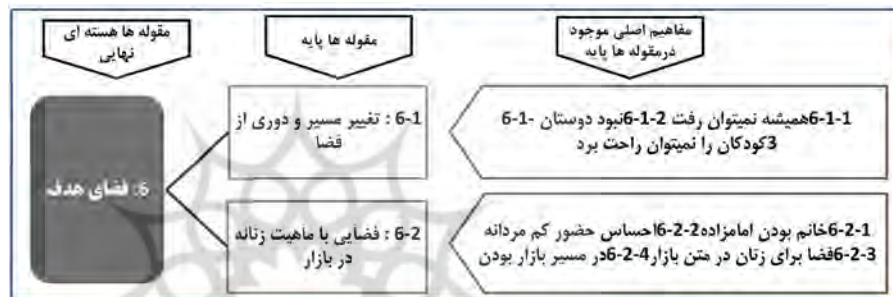 مفاهیم اصلی موجود
درمقوله ها پایه
مقوله ها پایه
مقوله ها هسته ای
نهایی
6-1-1همیشه نمیتوان رفت 6-1-2نبود دوستان 6-1-
3کودکان را نمیتوان راحت برد
6-1 : تغییر مسیر و دوری از
فضا
6: فضای هدف
6-2-1خانم بودن امامزاده6-2-2احساس حضور کم مردانه
6-2-3فضا برای زنان در متن بازار6-2-4در مسیر بازار بودن
6-2 : فضایی با ماهیت زنانه
در بازار